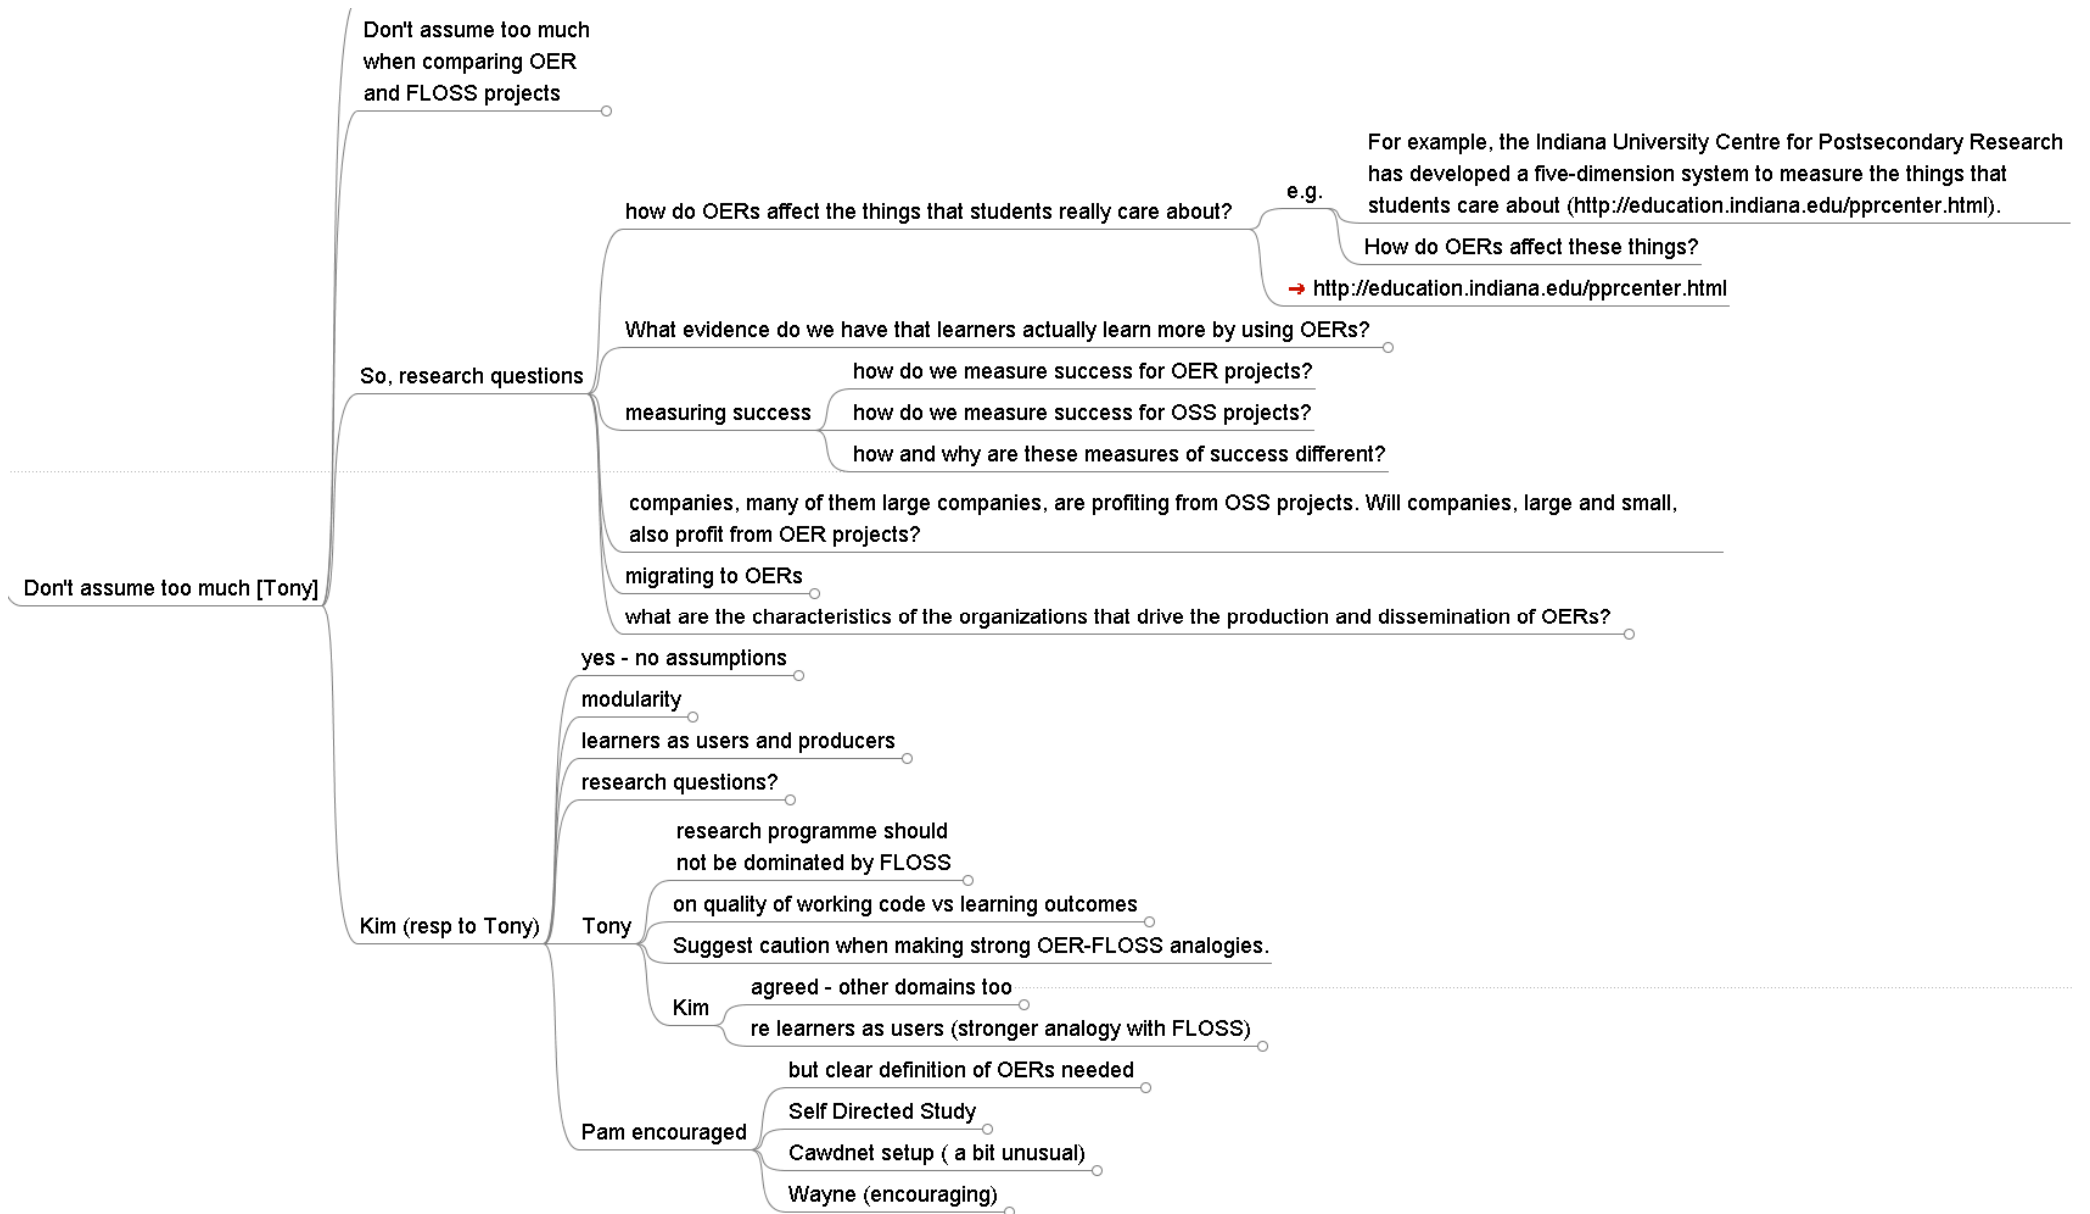 Don't assume too much
when comparing OER
and FLOSS projects
For example, the Indiana University Centre for Postsecondary Research
has developed a five-dimension system to measure the things that
students care about (http://education.indiana.edu/pprcenter.html).
e.g.
how do OERs affect the things that students really care about?
How do OERs affect these things?
http://education.indiana.edu/pprcenter.html
What evidence do we have that learners actually learn more by using OERs?
So, research questions
how do we measure success for OER projects?
measuring success
how do we measure success for OSS projects?
how and why are these measures of success different?
companies, many of them large companies, are profiting from OSS projects. Will companies, large and small,
also profit from OER projects?
migrating to OERs
Don't assume too much [Tony]
what are the characteristics of the organizations that drive the production and dissemination of OERs?
yes - no assumptions
modularity
learners as users and producers
research questions?
research programme should
not be dominated by FLOSS
on quality of working code vs learning outcomes
Kim (resp to Tony)
Tony
Suggest caution when making strong OER-FLOSS analogies.
agreed - other domains too
Kim
re learners as users (stronger analogy with FLOSS)
but clear definition of OERs needed
Self Directed Study
Pam encouraged
Cawdnet setup ( a bit unusual)
Wayne (encouraging)